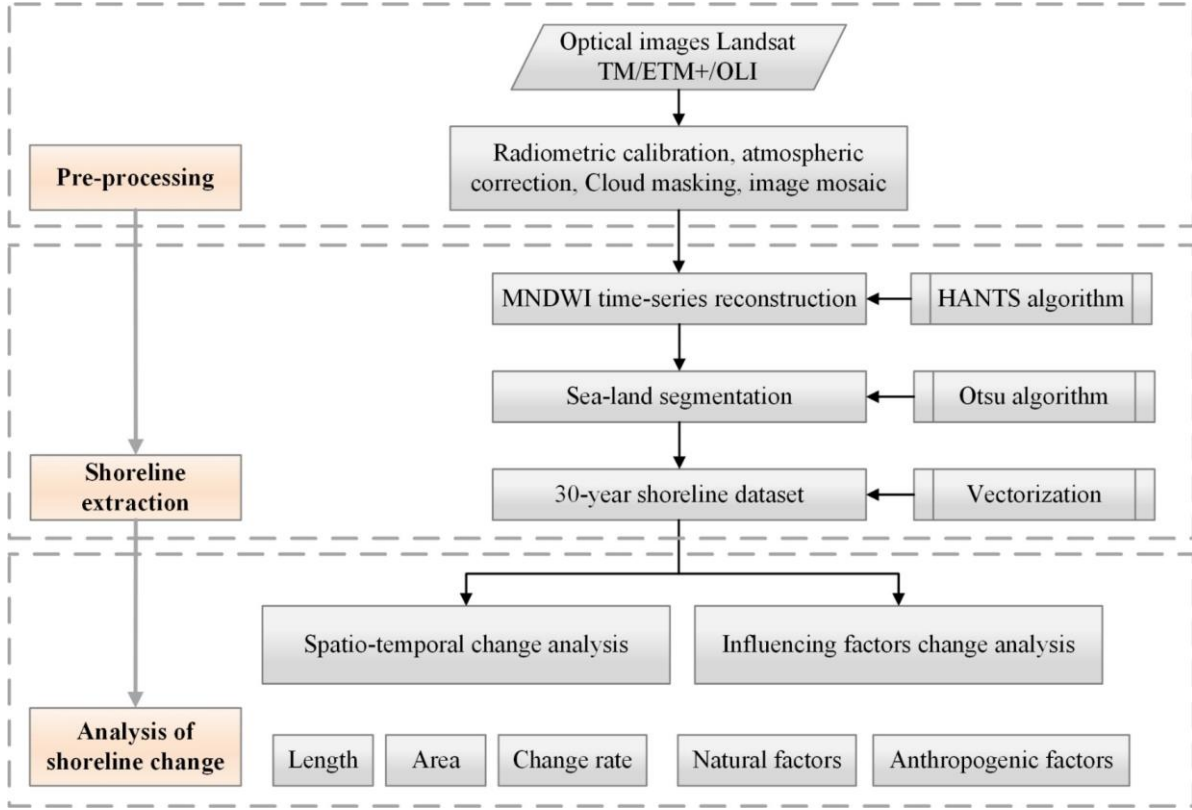 Optical images Landsat
TM/ETM+/OLI
Pre-processing
Radiometric calibration, atmospheric
correction, Cloud masking, image mosaic
MNDWI time-series reconstruction
HANTS algorithm
Sea-land segmentation
Otsu algorithm
Shoreline
extraction
30-year shoreline dataset
Vectorization
Spatio-temporal change analysis
Influencing factors change analysis
Analysis of
shoreline change
Length
Area
Change rate
Natural factors
Anthropogenic factors